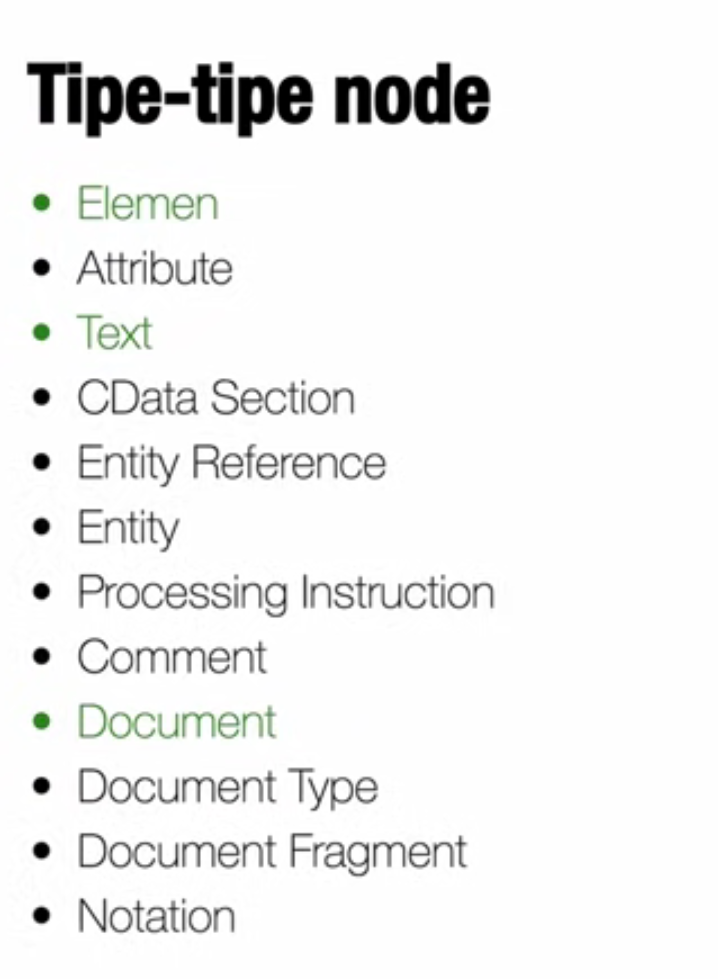 Tipe-tipe node
• Elemen
• Attribute
• Text
• CData Section
• Entity Reference
• Entity
• Processing Instruction
• Comment
• Document
• Document Type
• Document Fragment
• Notation